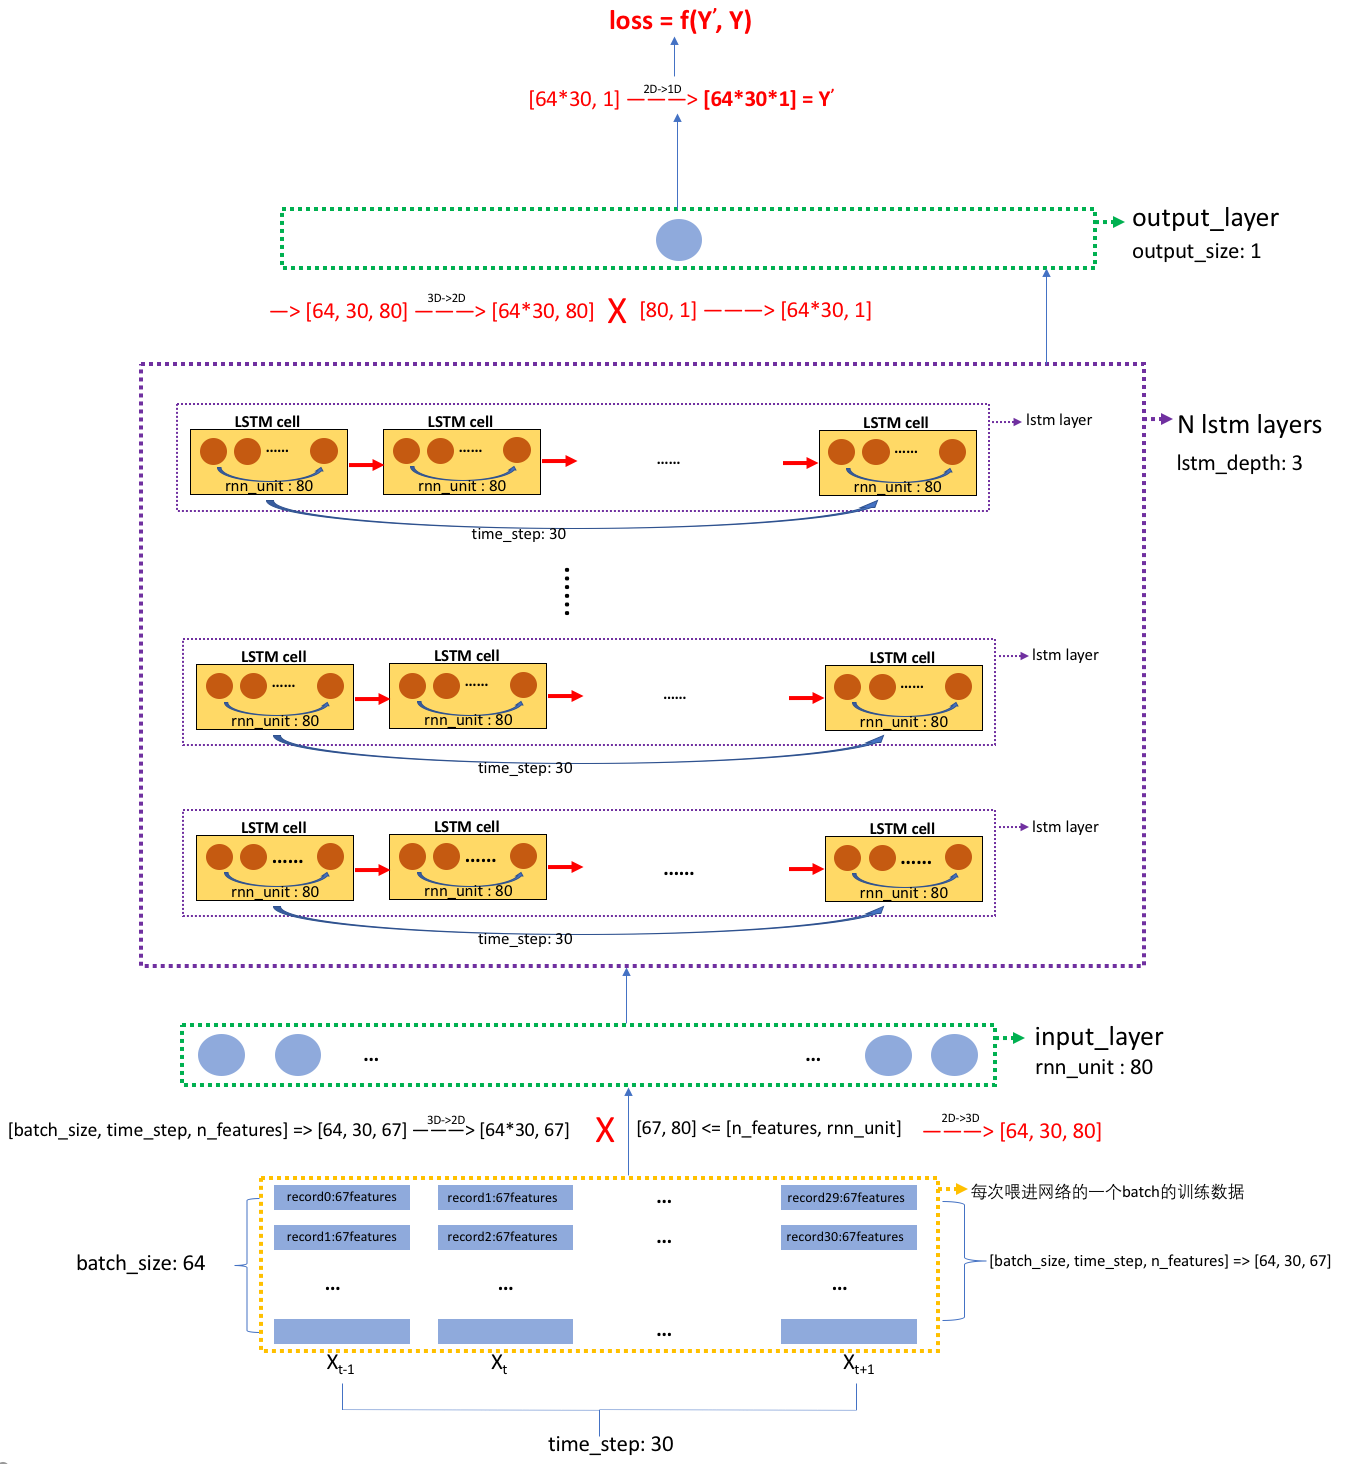 loss = f(Y′, Y)
2D->1D
[64*30, 1] ———> [64*30*1] = Y′
output_layer
output_size: 1
3D->2D
—> [64, 30, 80] ———> [64*30, 80] X [80, 1] ———> [64*30, 1]
N lstm layers
lstm_depth: 3
lstm layer
LSTM cell LSTM cell LSTM cell
...... ...... ...... ......
rnn_unit : 80 rnn_unit : 80 rnn_unit : 80
time_step: 30
......
lstm layer
LSTM cell LSTM cell LSTM cell
...... ...... ...... ......
rnn_unit : 80 rnn_unit : 80 rnn_unit : 80
time_step: 30
lstm layer
LSTM cell LSTM cell LSTM cell
...... ...... ...... ......
rnn_unit : 80 rnn_unit : 80 rnn_unit : 80
time_step: 30
input_layer
rnn_unit : 80
... ...
3D->2D 2D->3D
[batch_size, time_step, n_features] => [64, 30, 67] ———> [64*30, 67] X [67, 80] <= [n_features, rnn_unit] ———> [64, 30, 80]
每次喂进网络的一个batch的训练数据
record0:67features record1:67features ... record29:67features
record1:67features record2:67features ... record30:67features
batch_size: 64
[batch_size, time_step, n_features] => [64, 30, 67]
... ... ...
...
Xt-1 Xt Xt+1
time_step: 30